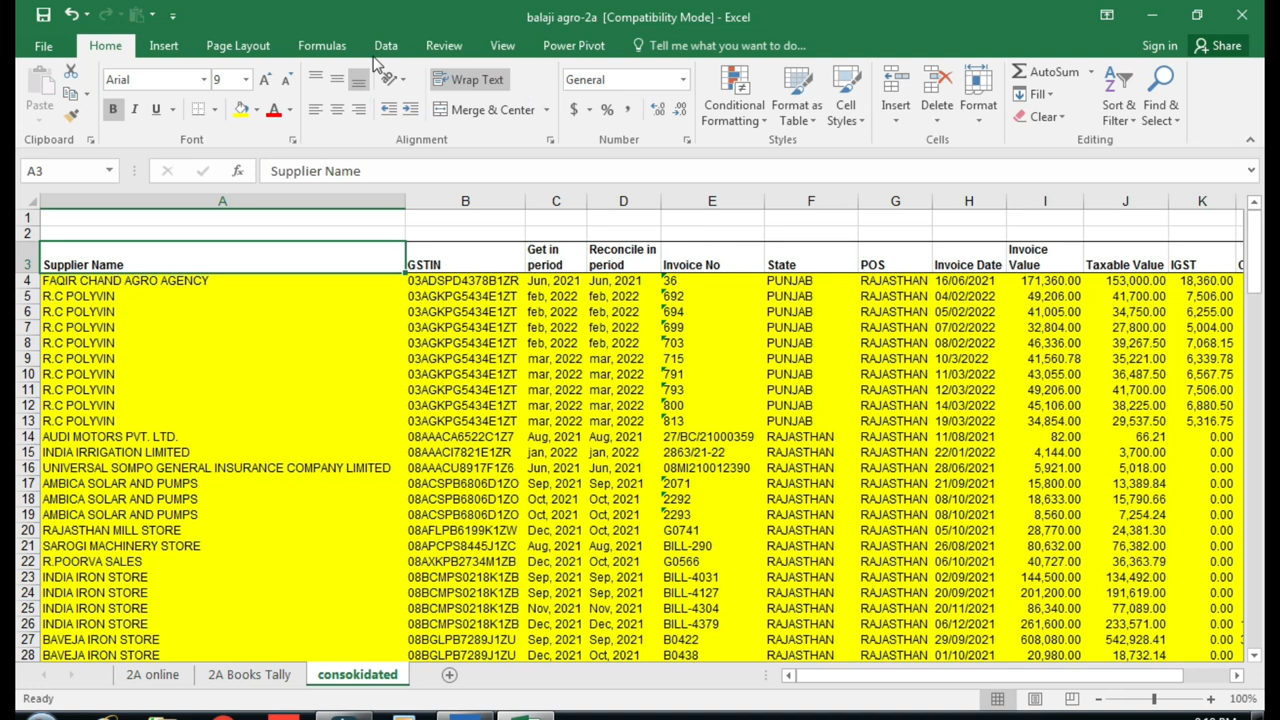 balaji agro-2a [Compatibility Mode] - Excel
File Home Insert Page Layout Formulas Data Review View Power Pivot Tell me what you want to do... Sign in Share
Arial 9 Wrap Text General AutoSum
Paste Conditional Formatting Format as Table Cell Styles Insert Delete Format Fill Sort & Filter Find & Select
B I U Merge & Center $ % , Clear
Clipboard Font Alignment Number Styles Cells Editing
A3 fx Supplier Name
A B C D E F G H I J K
1
2
3 Supplier Name GSTIN Get in period Reconcile in period Invoice No State POS Invoice Date Invoice Value Taxable Value IGST
4 FAQIR CHAND AGRO AGENCY 03ADSPD4378B1ZR Jun, 2021 Jun, 2021 36 PUNJAB RAJASTHAN 16/06/2021 171,360.00 153,000.00 18,360.00
5 R.C POLYVIN 03AGKPG5434E1ZT feb, 2022 feb, 2022 692 PUNJAB RAJASTHAN 04/02/2022 49,206.00 41,700.00 7,506.00
6 R.C POLYVIN 03AGKPG5434E1ZT feb, 2022 feb, 2022 694 PUNJAB RAJASTHAN 05/02/2022 41,005.00 34,750.00 6,255.00
7 R.C POLYVIN 03AGKPG5434E1ZT feb, 2022 feb, 2022 699 PUNJAB RAJASTHAN 07/02/2022 32,804.00 27,800.00 5,004.00
8 R.C POLYVIN 03AGKPG5434E1ZT feb, 2022 feb, 2022 703 PUNJAB RAJASTHAN 08/02/2022 46,336.00 39,267.50 7,068.15
9 R.C POLYVIN 03AGKPG5434E1ZT mar, 2022 mar, 2022 715 PUNJAB RAJASTHAN 10/3/2022 41,560.78 35,221.00 6,339.78
10 R.C POLYVIN 03AGKPG5434E1ZT mar, 2022 mar, 2022 791 PUNJAB RAJASTHAN 11/03/2022 43,055.00 36,487.50 6,567.75
11 R.C POLYVIN 03AGKPG5434E1ZT mar, 2022 mar, 2022 793 PUNJAB RAJASTHAN 12/03/2022 49,206.00 41,700.00 7,506.00
12 R.C POLYVIN 03AGKPG5434E1ZT mar, 2022 mar, 2022 800 PUNJAB RAJASTHAN 14/03/2022 45,106.00 38,225.00 6,880.50
13 R.C POLYVIN 03AGKPG5434E1ZT mar, 2022 mar, 2022 813 PUNJAB RAJASTHAN 19/03/2022 34,854.00 29,537.50 5,316.75
14 AUDI MOTORS PVT. LTD. 08AAACA6522C1Z7 Aug, 2021 Aug, 2021 27/BC/21000359 RAJASTHAN RAJASTHAN 11/08/2021 82.00 66.21 0.00
15 INDIA IRRIGATION LIMITED 08AAACI7821E1ZR jan, 2022 jan, 2022 2863/21-22 RAJASTHAN RAJASTHAN 22/01/2022 4,144.00 3,700.00 0.00
16 UNIVERSAL SOMPO GENERAL INSURANCE COMPANY LIMITED 08AAACU8917F1Z6 Jun, 2021 Jun, 2021 08MI210012390 RAJASTHAN RAJASTHAN 28/06/2021 5,921.00 5,018.00 0.00
17 AMBICA SOLAR AND PUMPS 08ACSPB6806D1ZO Sep, 2021 Sep, 2021 2071 RAJASTHAN RAJASTHAN 21/09/2021 15,800.00 13,389.84 0.00
18 AMBICA SOLAR AND PUMPS 08ACSPB6806D1ZO Oct, 2021 Oct, 2021 2292 RAJASTHAN RAJASTHAN 08/10/2021 18,633.00 15,790.66 0.00
19 AMBICA SOLAR AND PUMPS 08ACSPB6806D1ZO Oct, 2021 Oct, 2021 2293 RAJASTHAN RAJASTHAN 08/10/2021 8,560.00 7,254.24 0.00
20 RAJASTHAN MILL STORE 08AFLPB6199K1ZW Dec, 2021 Dec, 2021 G0741 RAJASTHAN RAJASTHAN 05/10/2021 28,770.00 24,381.30 0.00
21 SAROGI MACHINERY STORE 08APCPS8445J1ZC Aug, 2021 Aug, 2021 BILL-290 RAJASTHAN RAJASTHAN 26/08/2021 80,632.00 76,382.00 0.00
22 R.POORVA SALES 08AXKPB2734M1ZB Dec, 2021 Dec, 2021 G0566 RAJASTHAN RAJASTHAN 06/10/2021 40,727.00 36,363.79 0.00
23 INDIA IRON STORE 08BCMPS0218K1ZB Sep, 2021 Sep, 2021 BILL-4031 RAJASTHAN RAJASTHAN 02/09/2021 144,500.00 134,492.00 0.00
24 INDIA IRON STORE 08BCMPS0218K1ZB Sep, 2021 Sep, 2021 BILL-4127 RAJASTHAN RAJASTHAN 20/09/2021 201,200.00 191,619.00 0.00
25 INDIA IRON STORE 08BCMPS0218K1ZB Nov, 2021 Nov, 2021 BILL-4304 RAJASTHAN RAJASTHAN 20/11/2021 86,340.00 77,089.00 0.00
26 INDIA IRON STORE 08BCMPS0218K1ZB Dec, 2021 Dec, 2021 BILL-4379 RAJASTHAN RAJASTHAN 06/12/2021 261,600.00 233,571.00 0.00
27 BAVEJA IRON STORE 08BGLPB7289J1ZU Sep, 2021 Sep, 2021 B0422 RAJASTHAN RAJASTHAN 29/09/2021 608,080.00 542,928.41 0.00
28 BAVEJA IRON STORE 08BGLPB7289J1ZU Oct, 2021 Oct, 2021 B0438 RAJASTHAN RAJASTHAN 01/10/2021 20,980.00 18,732.14 0.00
2A online 2A Books Tally consokidated
Ready 100%